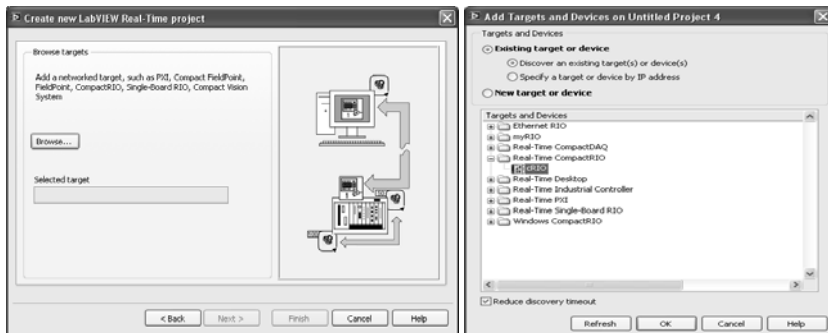 Create new LabVIEW Real-Time project
Browse targets
Add a networked target, such as PXI, Compact FieldPoint,
FieldPoint, CompactRIO, Single-Board RIO, Compact Vision
System
Browse...
Selected target
< Back
Next >
Finish
Cancel
Help
Add Targets and Devices on Untitled Project 4
Targets and Devices
Existing target or device
Discover an existing target(s) or device(s)
Specify a target or device by IP address
New target or device
Targets and Devices
Ethernet RIO
myRIO
Real-Time CompactDAQ
Real-Time CompactRIO
cRIO
Real-Time Desktop
Real-Time Industrial Controller
Real-Time PXI
Real-Time Single-Board RIO
Windows CompactRIO
Reduce discovery timeout
Refresh
OK
Cancel
Help